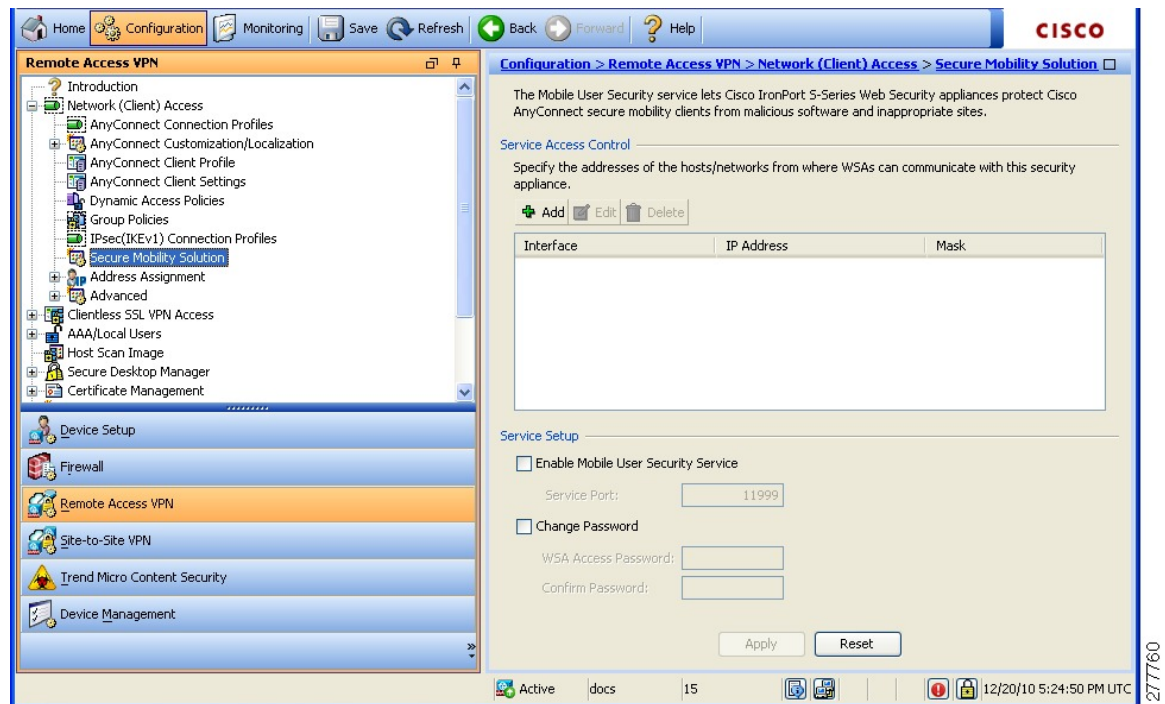 Home Configuration Monitoring Save Refresh Back Forward Help
CISCO
Remote Access VPN
Introduction
Network (Client) Access
AnyConnect Connection Profiles
AnyConnect Customization/Localization
AnyConnect Client Profile
AnyConnect Client Settings
Dynamic Access Policies
Group Policies
IPsec(IKEv1) Connection Profiles
Secure Mobility Solution
Address Assignment
Advanced
Clientless SSL VPN Access
AAA/Local Users
Host Scan Image
Secure Desktop Manager
Certificate Management
Device Setup
Firewall
Remote Access VPN
Site-to-Site VPN
Trend Micro Content Security
Device Management
Configuration > Remote Access VPN > Network (Client) Access > Secure Mobility Solution
The Mobile User Security service lets Cisco IronPort S-Series Web Security appliances protect Cisco
AnyConnect secure mobility clients from malicious software and inappropriate sites.
Service Access Control
Specify the addresses of the hosts/networks from where WSAs can communicate with this security
appliance.
Add Edit Delete
Interface IP Address Mask
Service Setup
Enable Mobile User Security Service
Service Port: 11999
Change Password
WSA Access Password:
Confirm Password:
Apply Reset
Active docs 15 12/20/10 5:24:50 PM UTC
277760